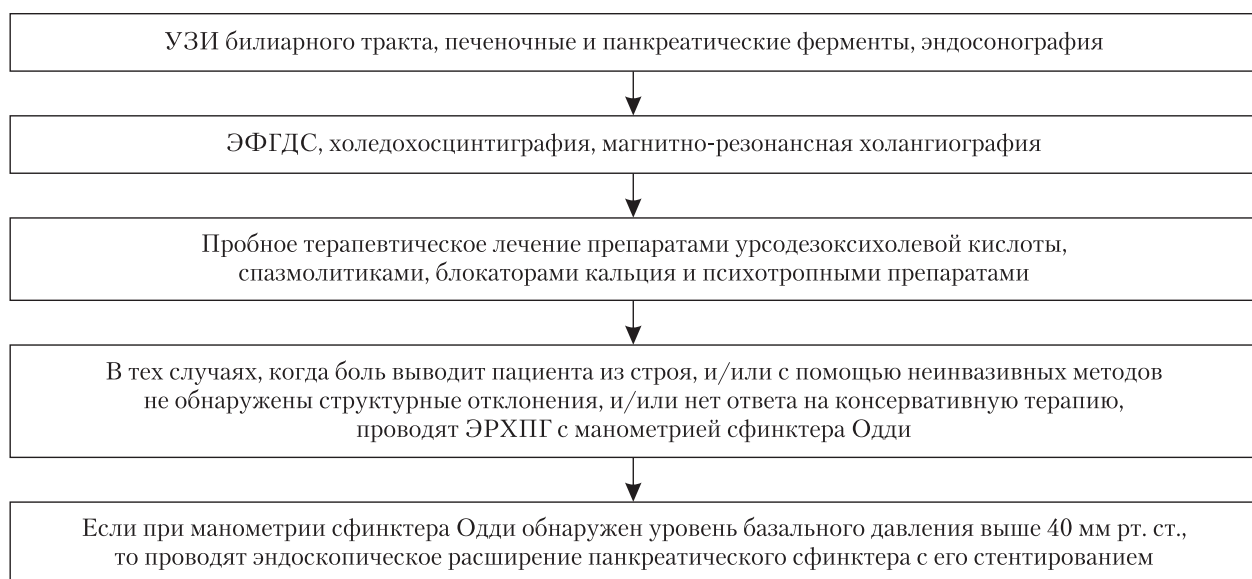 УЗИ билиарного тракта, печеночные и панкреатические ферменты, эндосонография
ЭФГДС, холедохосцинтиграфия, магнитно-резонансная холангиография
Пробное терапевтическое лечение препаратами урсодезоксихолевой кислоты,
спазмолитиками, блокаторами кальция и психотропными препаратами
В тех случаях, когда боль выводит пациента из строя, и/или с помощью неинвазивных методов
не обнаружены структурные отклонения, и/или нет ответа на консервативную терапию,
проводят ЭРХПГ с манометрией сфинктера Одди
Если при манометрии сфинктера Одди обнаружен уровень базального давления выше 40 мм рт. ст.,
то проводят эндоскопическое расширение панкреатического сфинктера с его стентированием